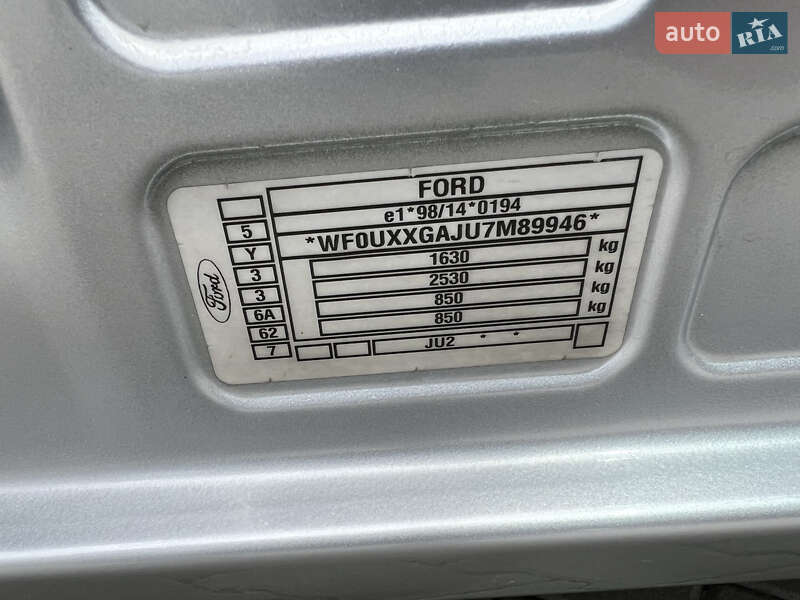 auto RIA .com
FORD
e1*98/14*0194
*WF0UXXGAJU7M89946*
1630 kg
2530 kg
850 kg
850 kg
JU2 * *
5
Y
3
3
6A
62
7
Ford